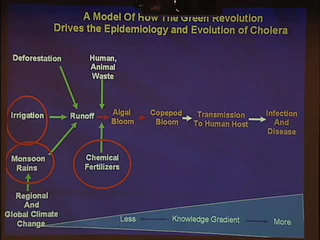 A Model Of How The Green Revolution
Drives the Epidemiology and Evolution of Cholera
Deforestation
Human,
Animal
Waste
Irrigation
Runoff
Algal
Bloom
Copepod
Bloom
Transmission
To Human Host
Infection
And
Disease
Monsoon
Rains
Chemical
Fertilizers
Regional
And
Global Climate
Change
Less
Knowledge Gradient
More